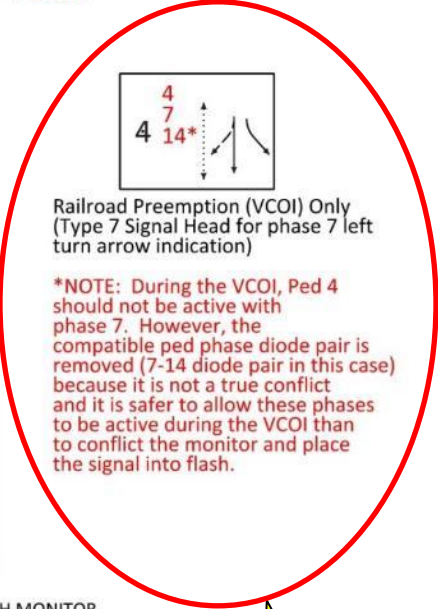 4
7
4 14*
Railroad Preemption (VCOI) Only
(Type 7 Signal Head for phase 7 left
turn arrow indication)
*NOTE: During the VCOI, Ped 4
should not be active with
phase 7. However, the
compatible ped phase diode pair is
removed (7-14 diode pair in this case)
because it is not a true conflict
and it is safer to allow these phases
to be active during the VCOI than
to conflict the monitor and place
the signal into flash.
H MONITOR